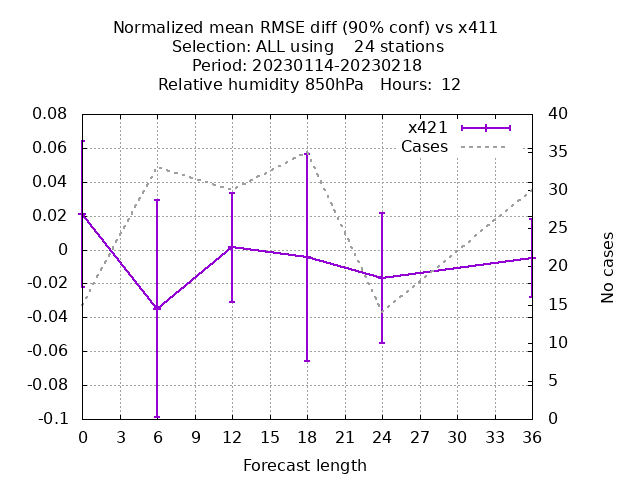 Normalized mean RMSE diff (90% conf) vs x411
Selection: ALL using    24 stations
Period: 20230114-20230218
Relative humidity 850hPa   Hours:  12
x421
Cases
0.08
0.06
0.04
0.02
0
-0.02
-0.04
-0.06
-0.08
-0.1
40
35
30
25
20
15
10
5
0
No cases
0 3 6 9 12 15 18 21 24 27 30 33 36
Forecast length